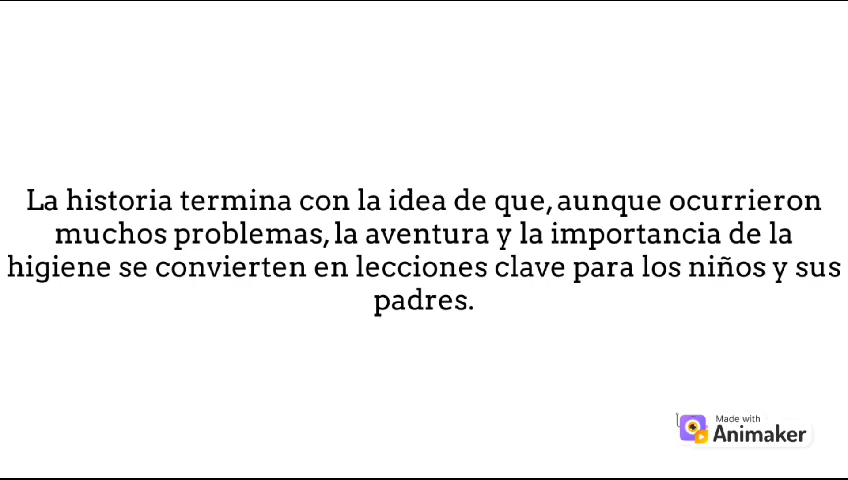 La historia termina con la idea de que, aunque ocurrieron
muchos problemas, la aventura y la importancia de la
higiene se convierten en lecciones clave para los niños y sus
padres.
Made with
Animaker